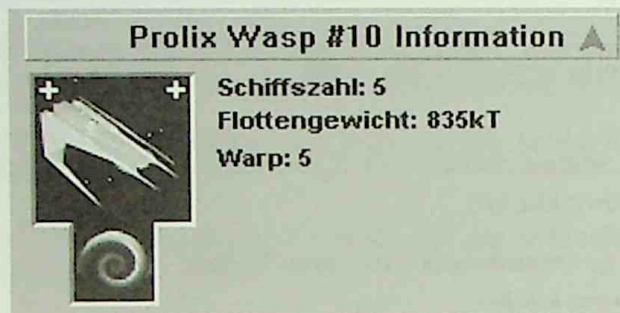 Prolix Wasp #10 Information
Schiffszahl: 5
Flottengewicht: 835kT
Warp: 5